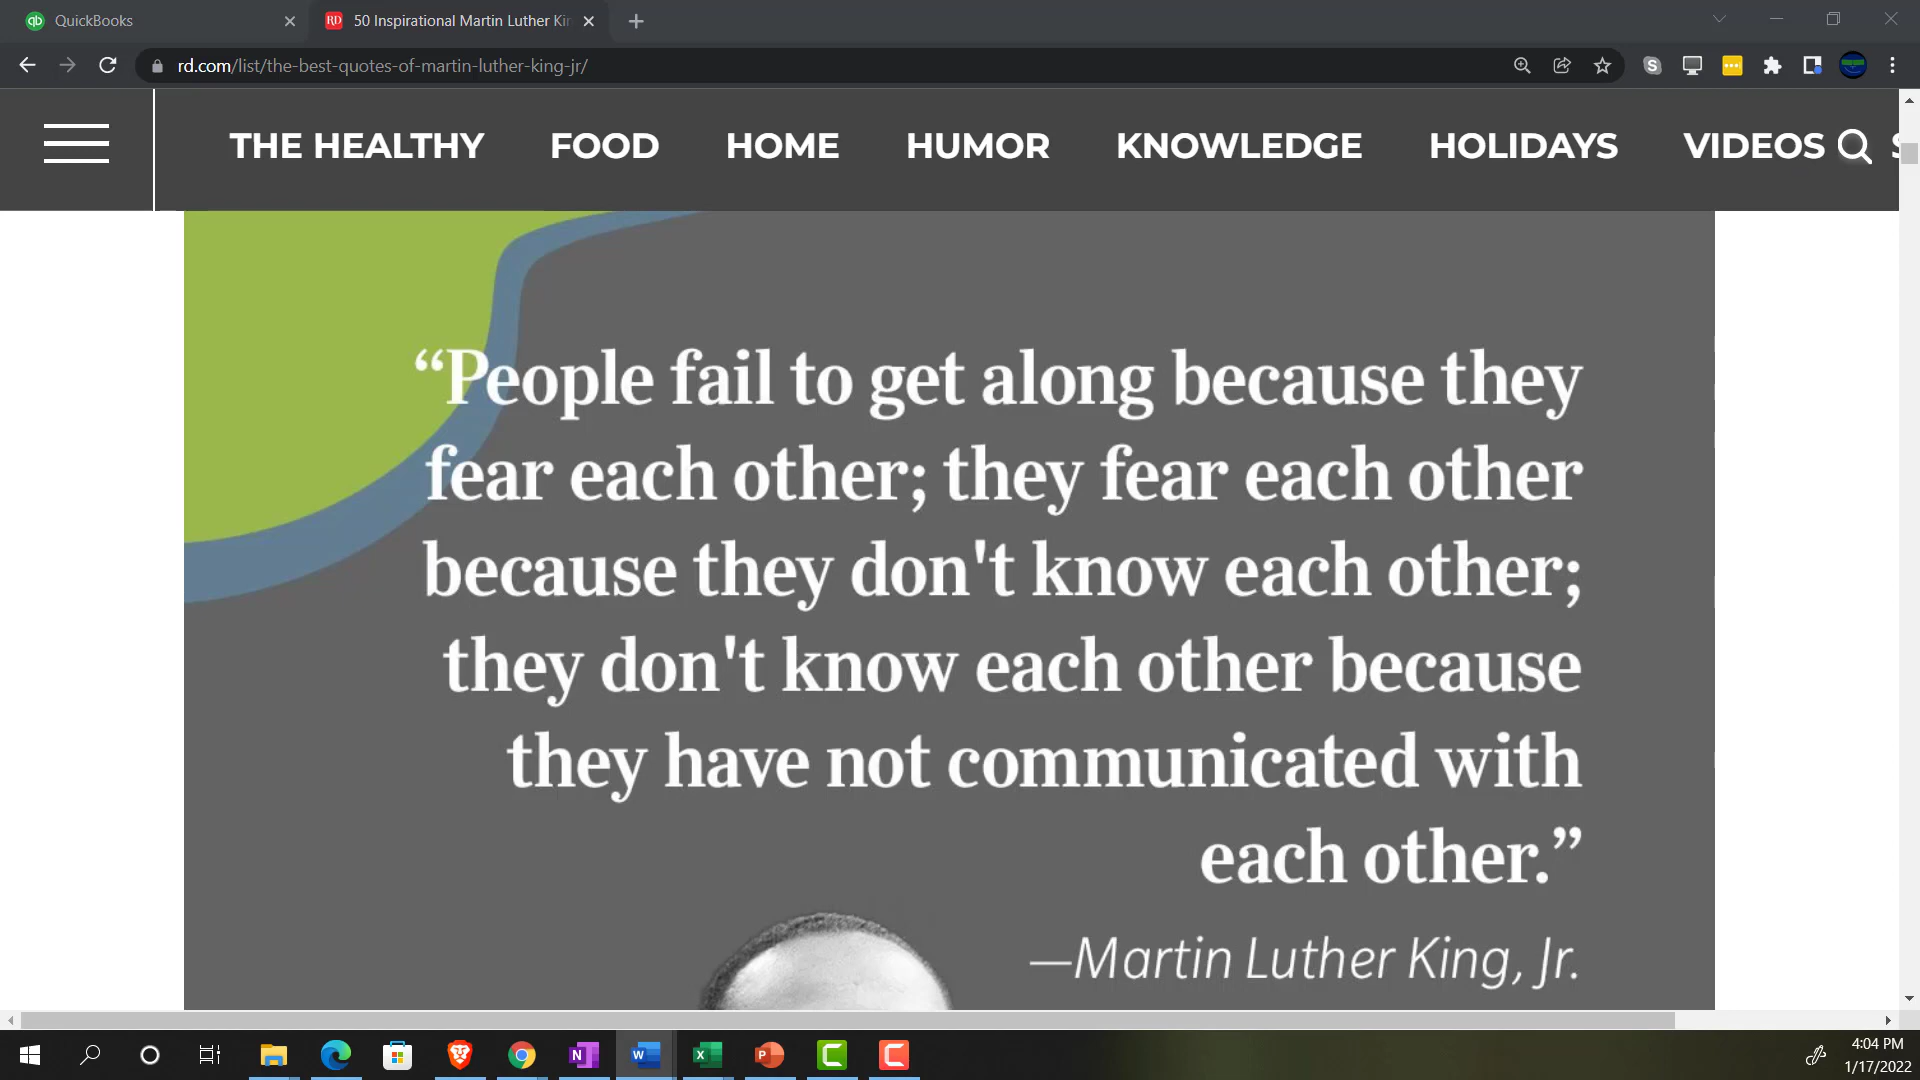 QuickBooks
50 Inspirational Martin Luther Kin
rd.com/list/the-best-quotes-of-martin-luther-king-jr/
THE HEALTHY FOOD HOME HUMOR KNOWLEDGE HOLIDAYS VIDEOS
“People fail to get along because they
fear each other; they fear each other
because they don't know each other;
they don't know each other because
they have not communicated with
each other.”
—Martin Luther King, Jr.
4:04 PM
1/17/2022